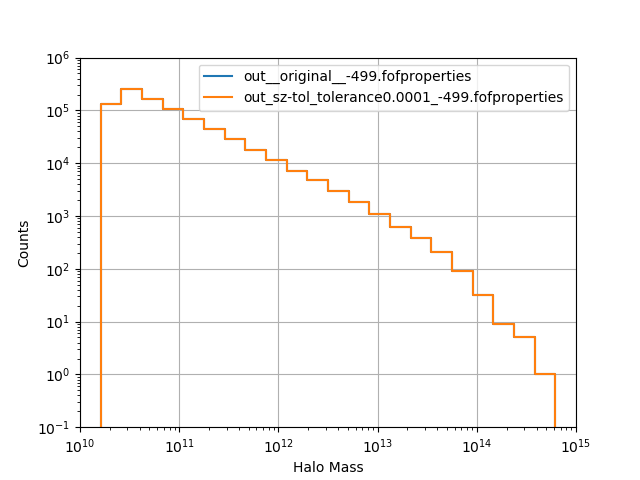 out__original__-499.fofproperties
out_sz-tol_tolerance0.0001_-499.fofproperties
Counts
10^6
10^5
10^4
10^3
10^2
10^1
10^0
10^-1
10^10 10^11 10^12 10^13 10^14 10^15
Halo Mass